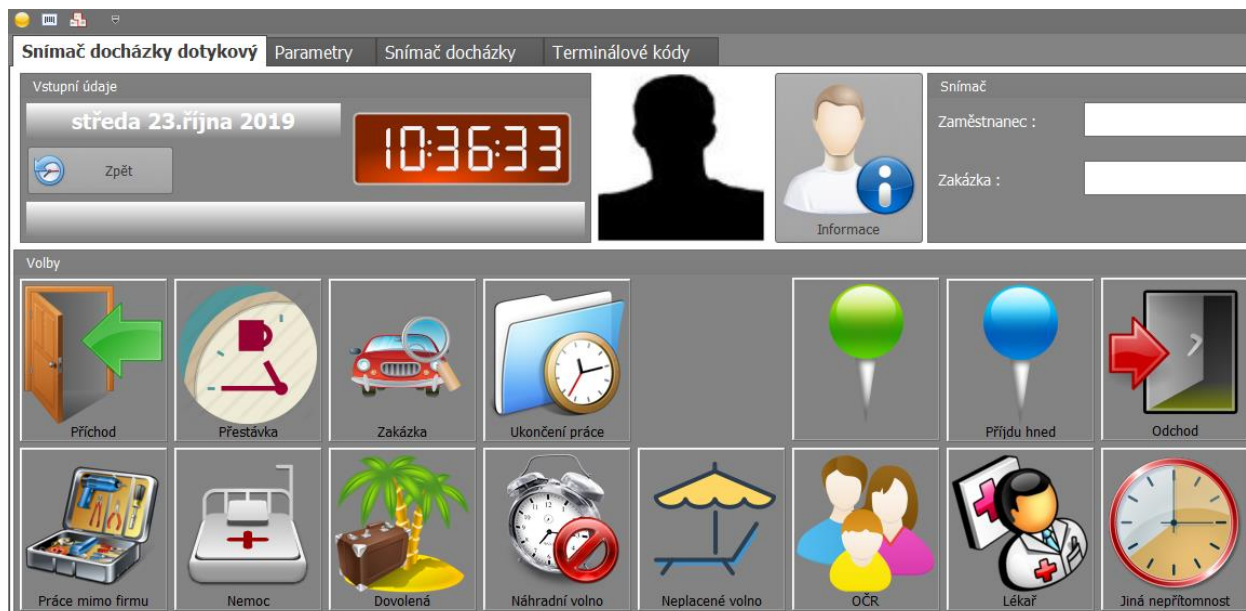 Snímač docházky dotykový Parametry Snímač docházky Terminálové kódy
Vstupní údaje
středa 23.října 2019
10:36:33
Zpět
Informace
Snímač
Zaměstnanec :
Zakázka :
Volby
Příchod Přestávka Zakázka Ukončení práce Příjdu hned Odchod
Práce mimo firmu Nemoc Dovolená Náhradní volno Neplacené volno OČR Lékař Jiná nepřítomnost